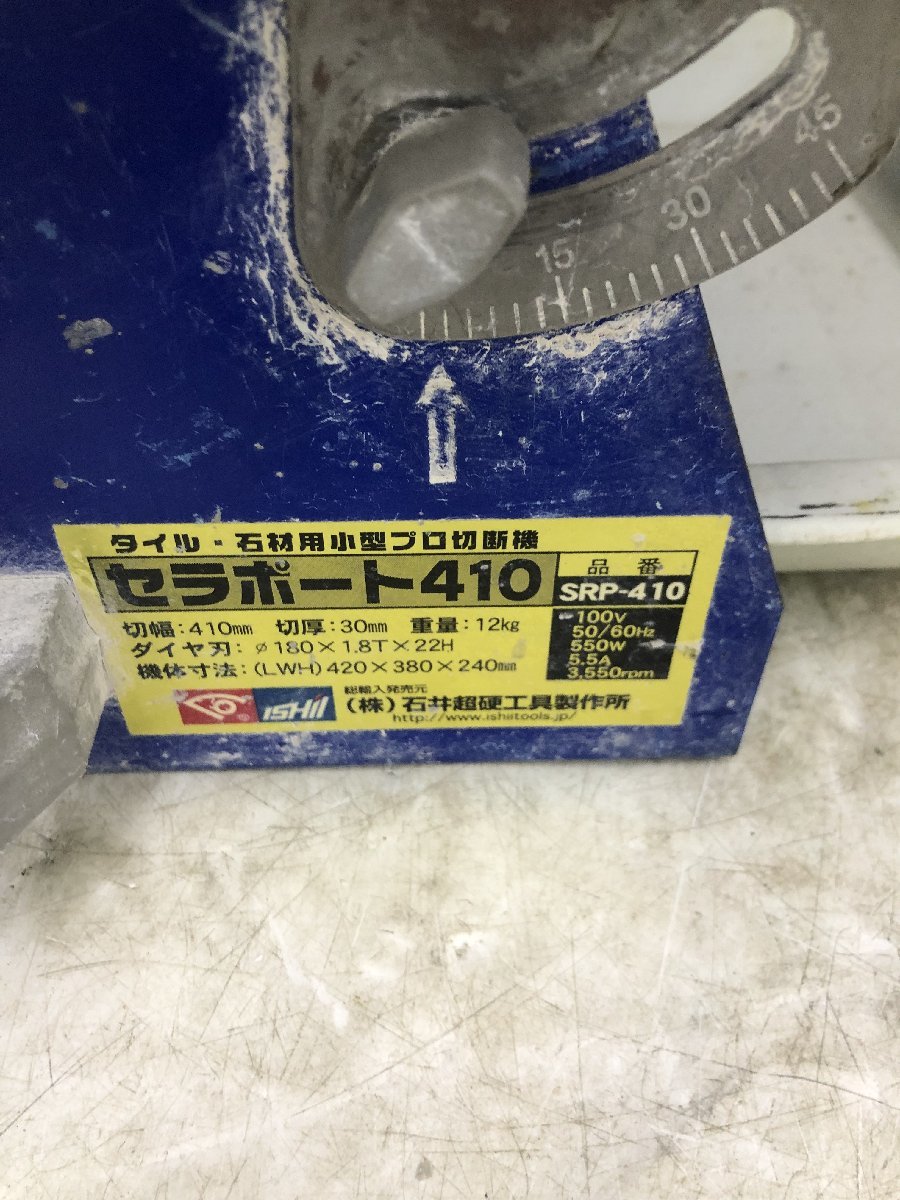 45
30
15
タイル・石材用小型プロ切断機
セラポート410
品番
SRP-410
切幅:410mm 切厚:30mm 重量:12kg
ダイヤ刃:φ180×1.8T×22H
機体寸法:(LWH)420×380×240mm
100V
50/60Hz
550W
5.5A
3,550rpm
ISHII
総輸入発売元
(株)石井超硬工具製作所
http://www.ishiitools.jp/